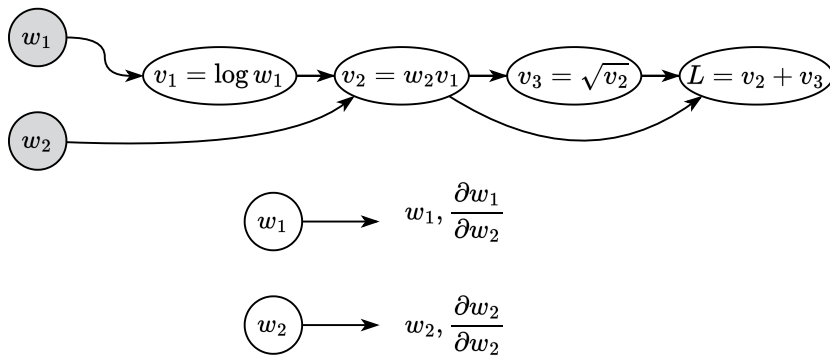 w₁
v₁ = log w₁
v₂ = w₂v₁
v₃ = √v₂
L = v₂ + v₃
w₂
w₁
w₁, ∂w₁/∂w₂
w₂
w₂, ∂w₂/∂w₂